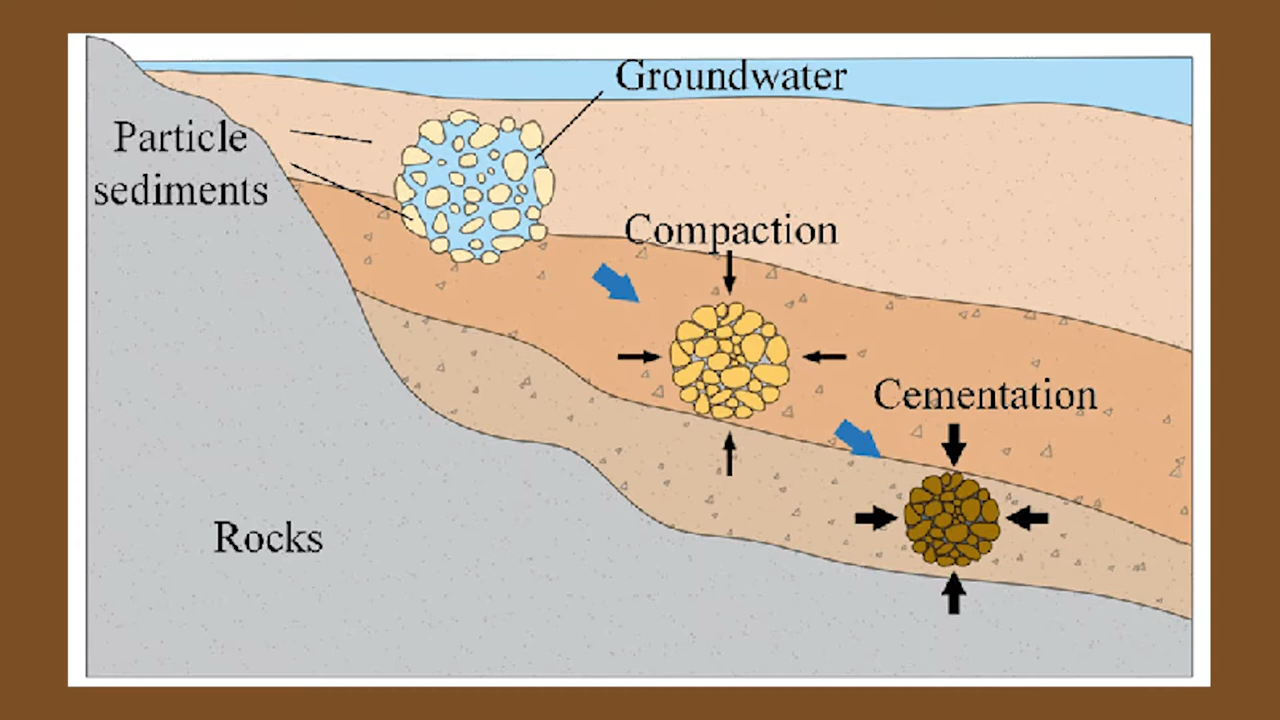 Groundwater
Particle
sediments
Compaction
Cementation
Rocks